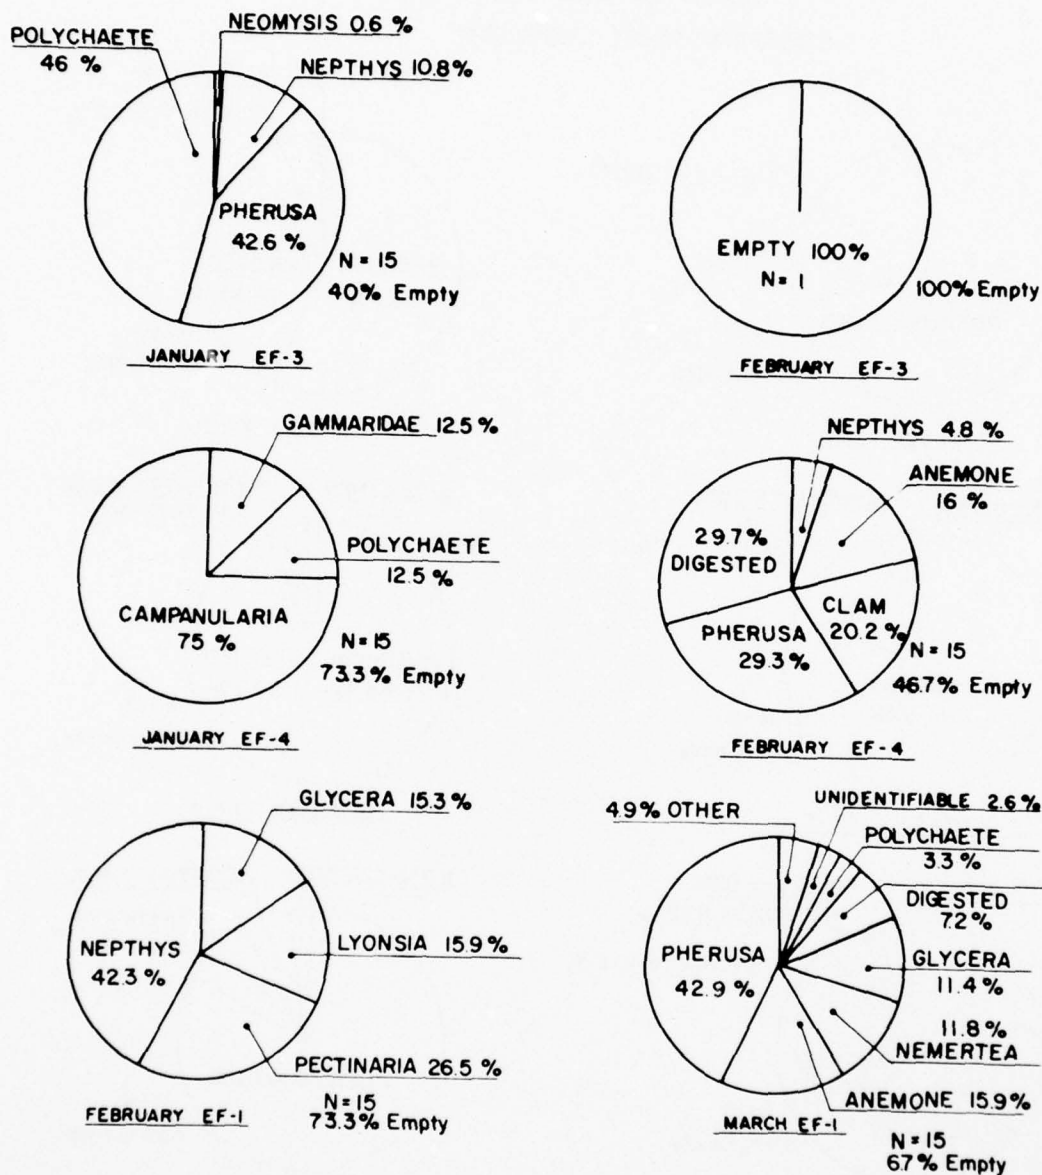 NEOMYSIS 0.6 %
POLYCHAETE
46 %
NEPTHYS 10.8%
PHERUSA
42.6 %
N = 15
40% Empty
JANUARY EF-3
EMPTY 100%
N= 1
100% Empty
FEBRUARY EF-3
GAMMARIDAE 12.5%
POLYCHAETE
12.5%
CAMPANULARIA
75 %
N = 15
73.3% Empty
JANUARY EF-4
NEPTHYS 4.8 %
ANEMONE
16 %
29.7%
DIGESTED
CLAM
20.2%
PHERUSA
29.3%
N = 15
46.7% Empty
FEBRUARY EF-4
GLYCERA 15.3%
NEPTHYS
42.3 %
LYONSIA 15.9%
PECTINARIA 26.5 %
N = 15
73.3% Empty
FEBRUARY EF-1
4.9% OTHER
UNIDENTIFIABLE 2.6%
POLYCHAETE
3.3 %
DIGESTED
7.2%
PHERUSA
42.9 %
GLYCERA
11.4 %
11.8 %
NEMERTEA
ANEMONE 15.9%
MARCH EF-1
N = 15
6.7% Empty